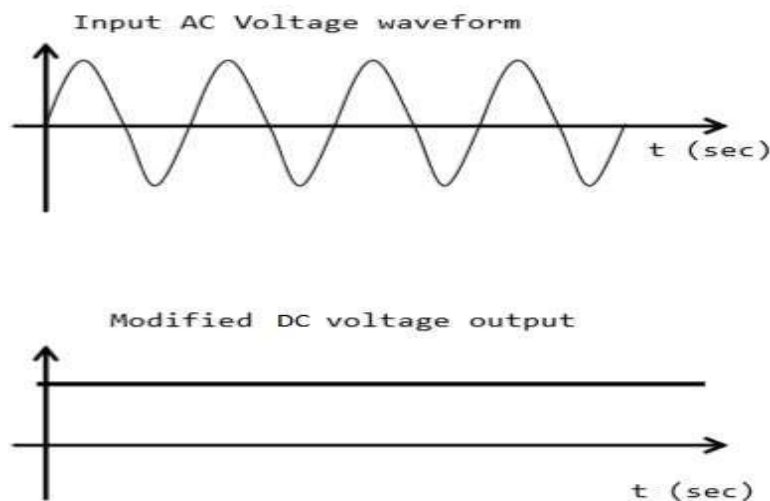 Input AC Voltage waveform
t (sec)
Modified DC voltage output
t (sec)